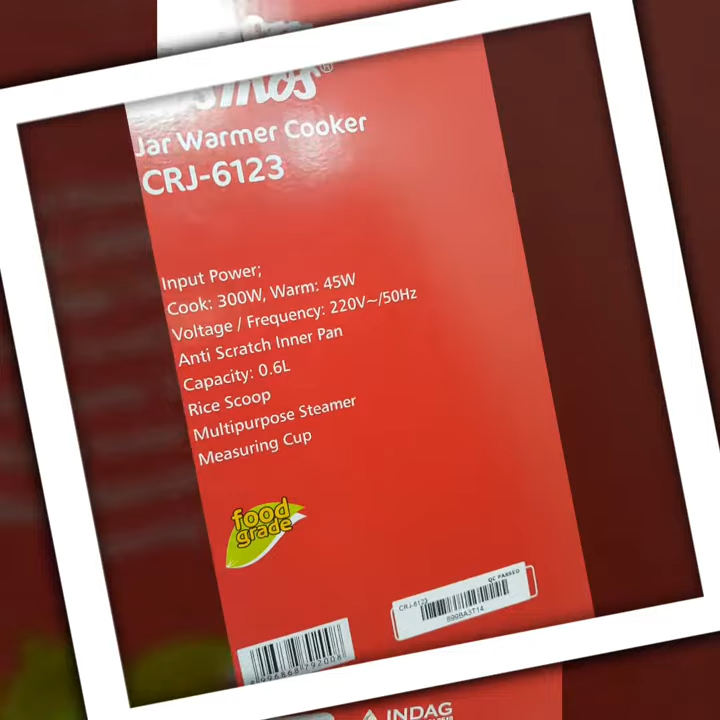 Jar Warmer Cooker
CRJ-6123
Input Power;
Cook: 300W, Warm: 45W
Voltage / Frequency: 220V~/50Hz
Anti Scratch Inner Pan
Capacity: 0.6L
Rice Scoop
Multipurpose Steamer
Measuring Cup
food
grade
QC PASSED
CRJ-6123
899BA3T14
INDAG